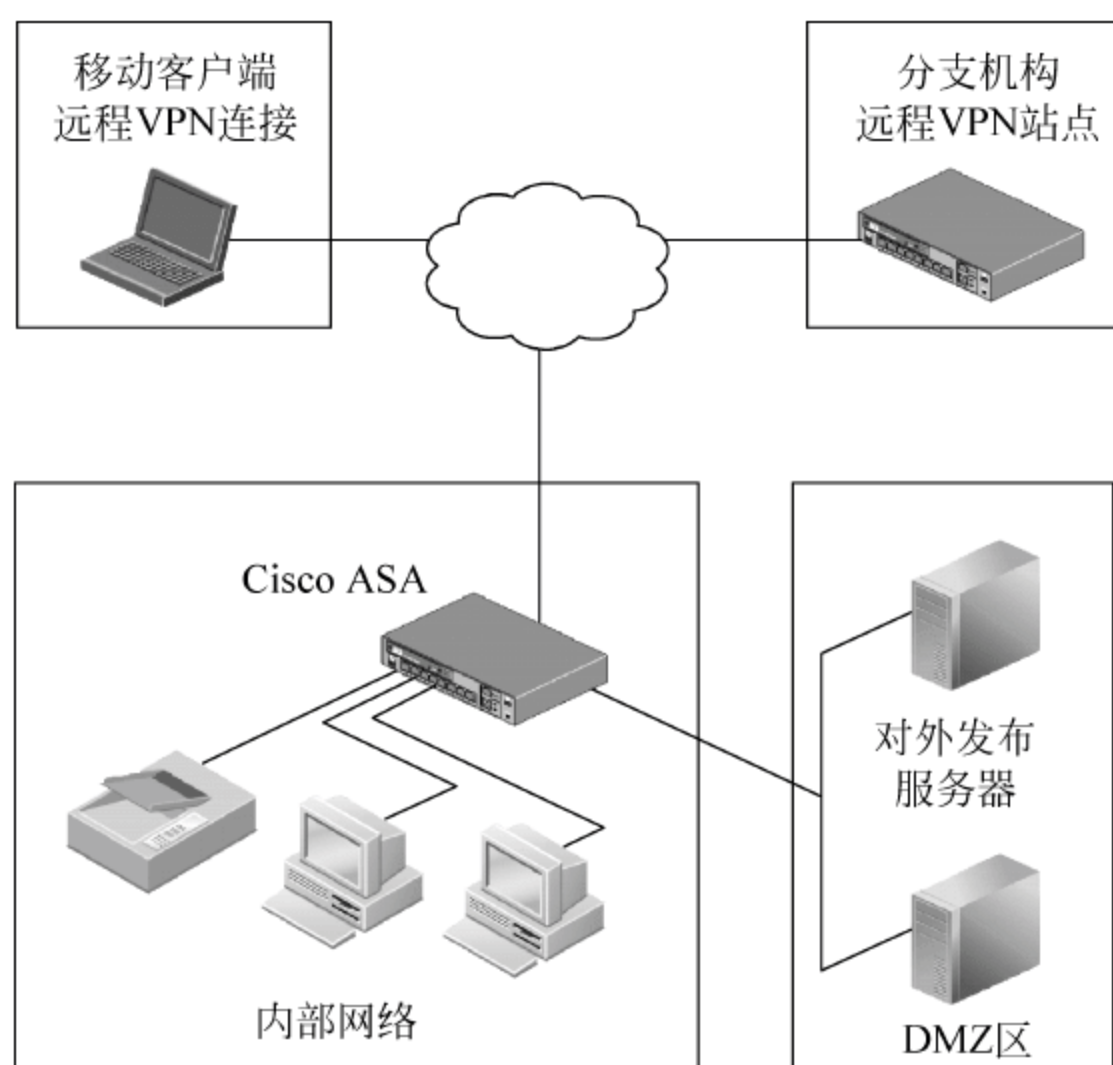 移动客户端
远程VPN连接
分支机构
远程VPN站点
Cisco ASA
对外发布
服务器
内部网络
DMZ区